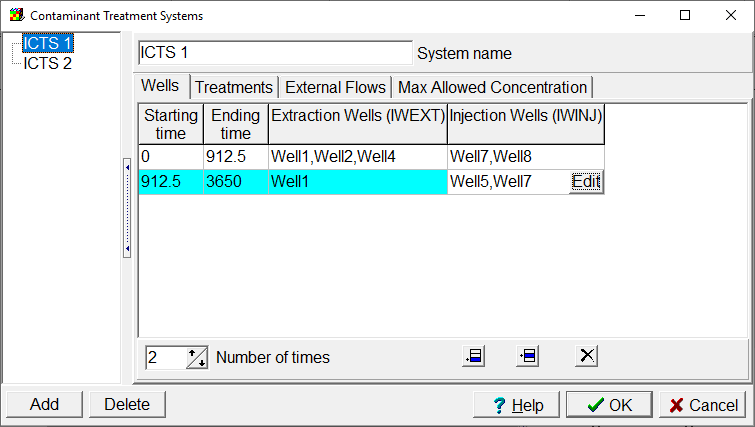 Contaminant Treatment Systems
ICTS 1
ICTS 2
ICTS 1 System name
Wells Treatments External Flows Max Allowed Concentration
Starting time Ending time Extraction Wells (IWEXT) Injection Wells (IWINJ)
0 912.5 Well1,Well2,Well4 Well7,Well8
912.5 3650 Well1 Well5,Well7 Edit
2 Number of times
Add Delete ? Help OK Cancel